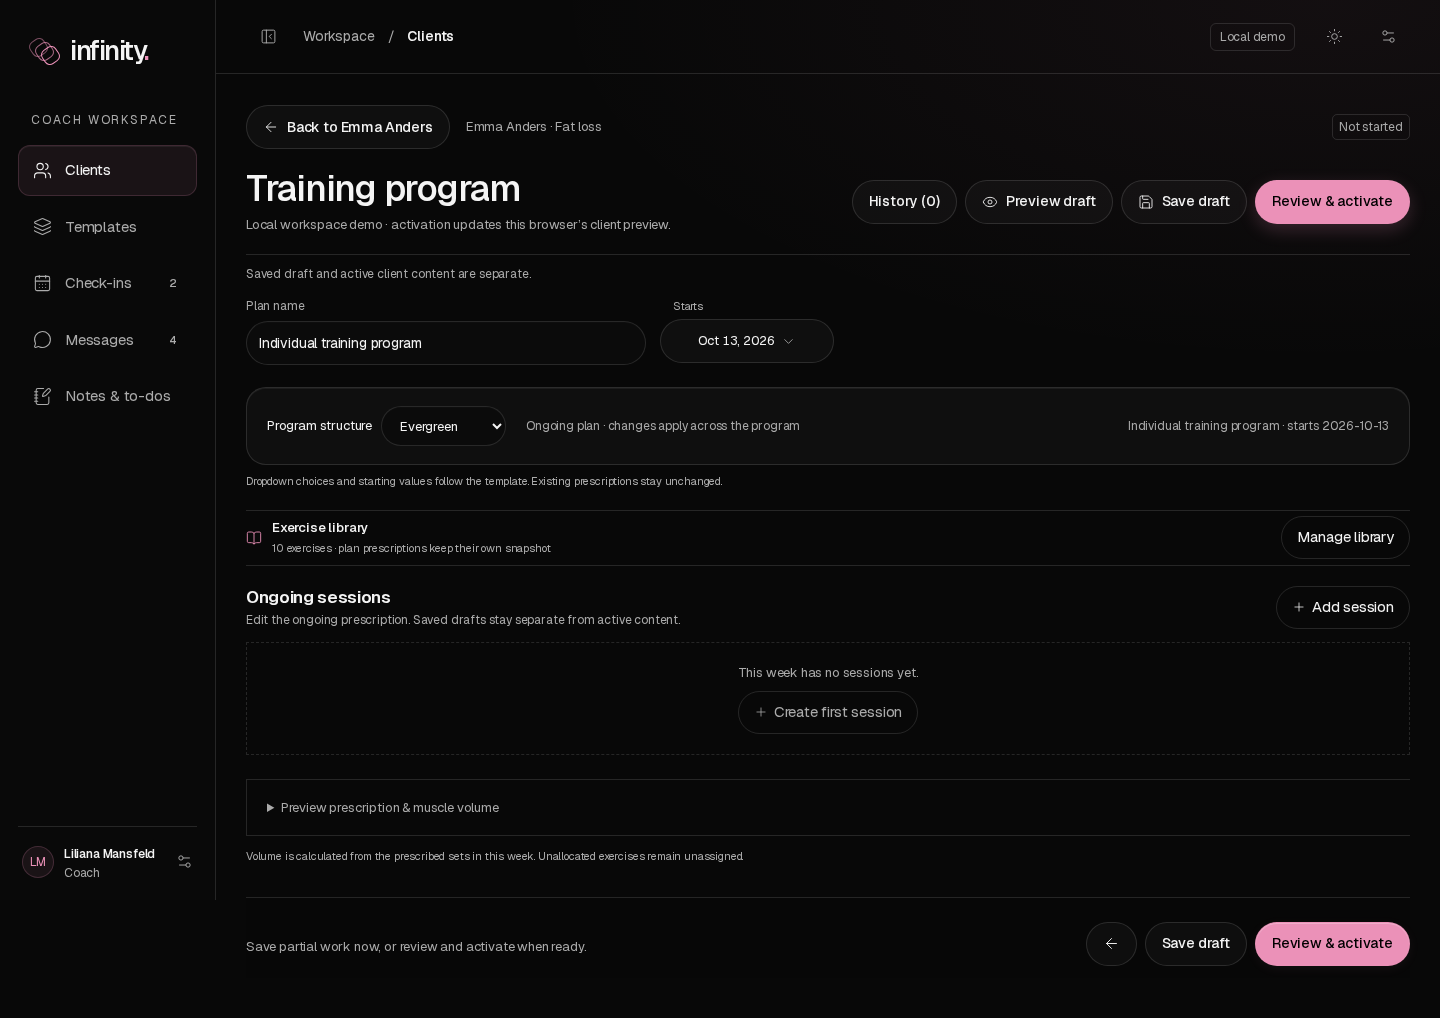 infinity.
COACH WORKSPACE
Clients
Templates
Check-ins 2
Messages 4
Notes & to-dos
LM
Liliana Mansfeld
Coach
Workspace / Clients
Local demo
Back to Emma Anders
Emma Anders · Fat loss
Not started
Training program
Local workspace demo · activation updates this browser's client preview.
History (0)
Preview draft
Save draft
Review & activate
Saved draft and active client content are separate.
Plan name
Starts
Individual training program
Oct 13, 2026
Program structure
Evergreen
Ongoing plan · changes apply across the program
Individual training program · starts 2026-10-13
Dropdown choices and starting values follow the template. Existing prescriptions stay unchanged.
Exercise library
10 exercises · plan prescriptions keep their own snapshot
Manage library
Ongoing sessions
Edit the ongoing prescription. Saved drafts stay separate from active content.
+ Add session
This week has no sessions yet.
+ Create first session
Preview prescription & muscle volume
Volume is calculated from the prescribed sets in this week. Unallocated exercises remain unassigned.
Save partial work now, or review and activate when ready.
Save draft
Review & activate